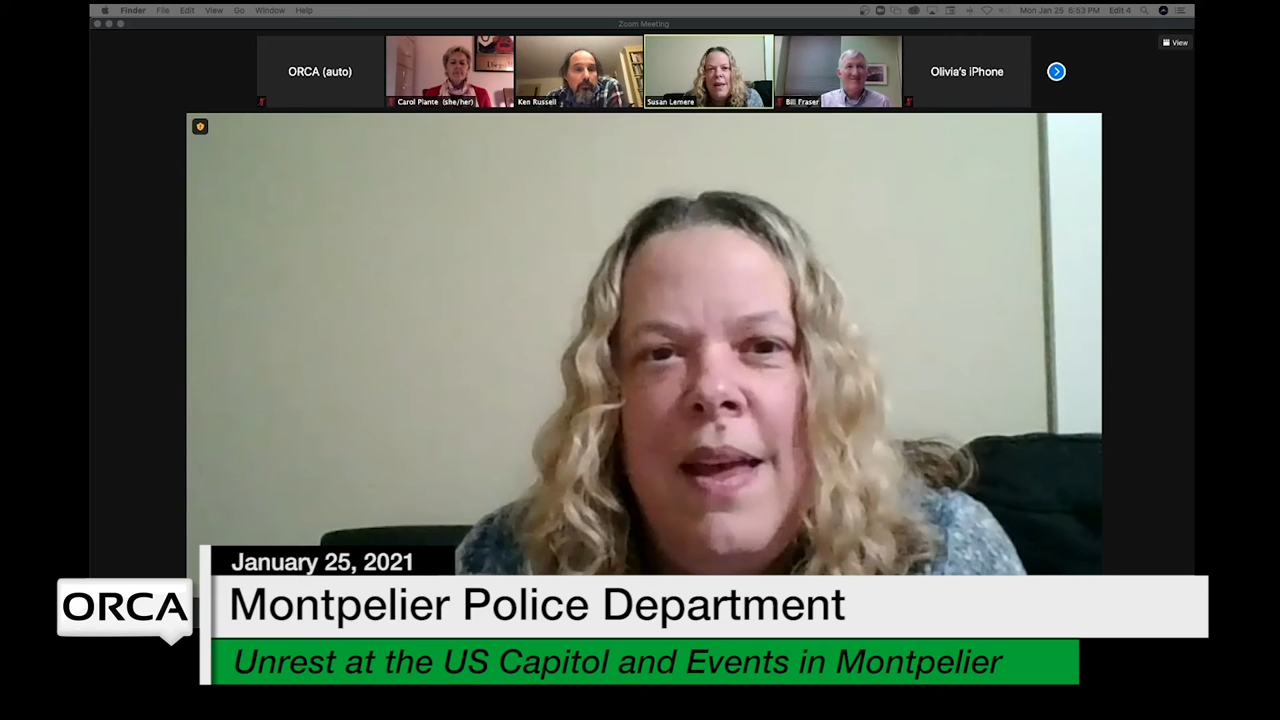 Finder File Edit View Go Window Help
Mon Jan 25 6:53 PM Edit 4
Zoom Meeting
View
ORCA (auto)
Olivia's iPhone
Carol Plante (she/her)
Ken Russell
Susan Lemere
Bill Fraser
January 25, 2021
ORCA
Montpelier Police Department
Unrest at the US Capitol and Events in Montpelier